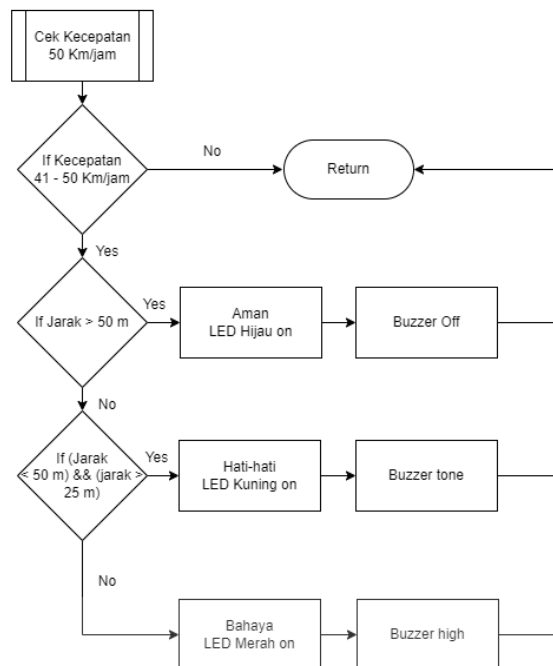 Cek Kecepatan
50 Km/jam
If Kecepatan
41 - 50 Km/jam
No
Return
Yes
If Jarak > 50 m
Yes
Aman
LED Hijau on
Buzzer Off
No
If (Jarak
< 50 m) && (jarak >
25 m)
Yes
Hati-hati
LED Kuning on
Buzzer tone
No
Bahaya
LED Merah on
Buzzer high